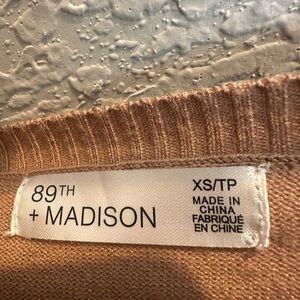 89TH
+ MADISON
XS/TP
MADE IN
CHINA
FABRIQUÉ
EN CHINE